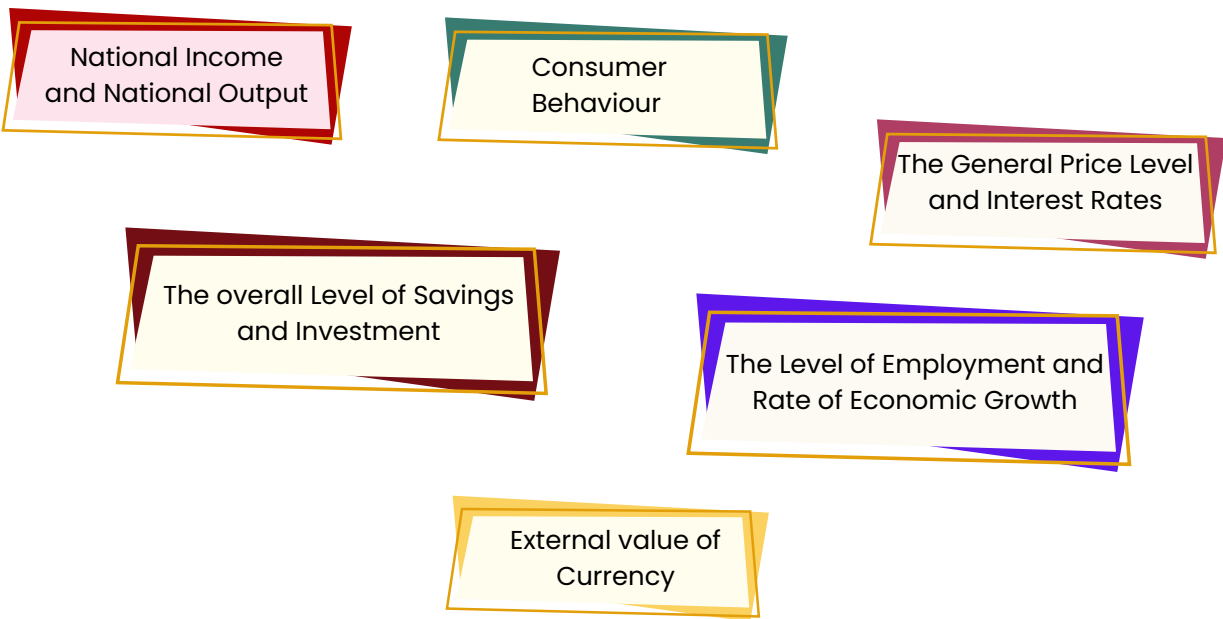 National Income
and National Output
Consumer
Behaviour
The General Price Level
and Interest Rates
The overall Level of Savings
and Investment
The Level of Employment and
Rate of Economic Growth
External value of
Currency